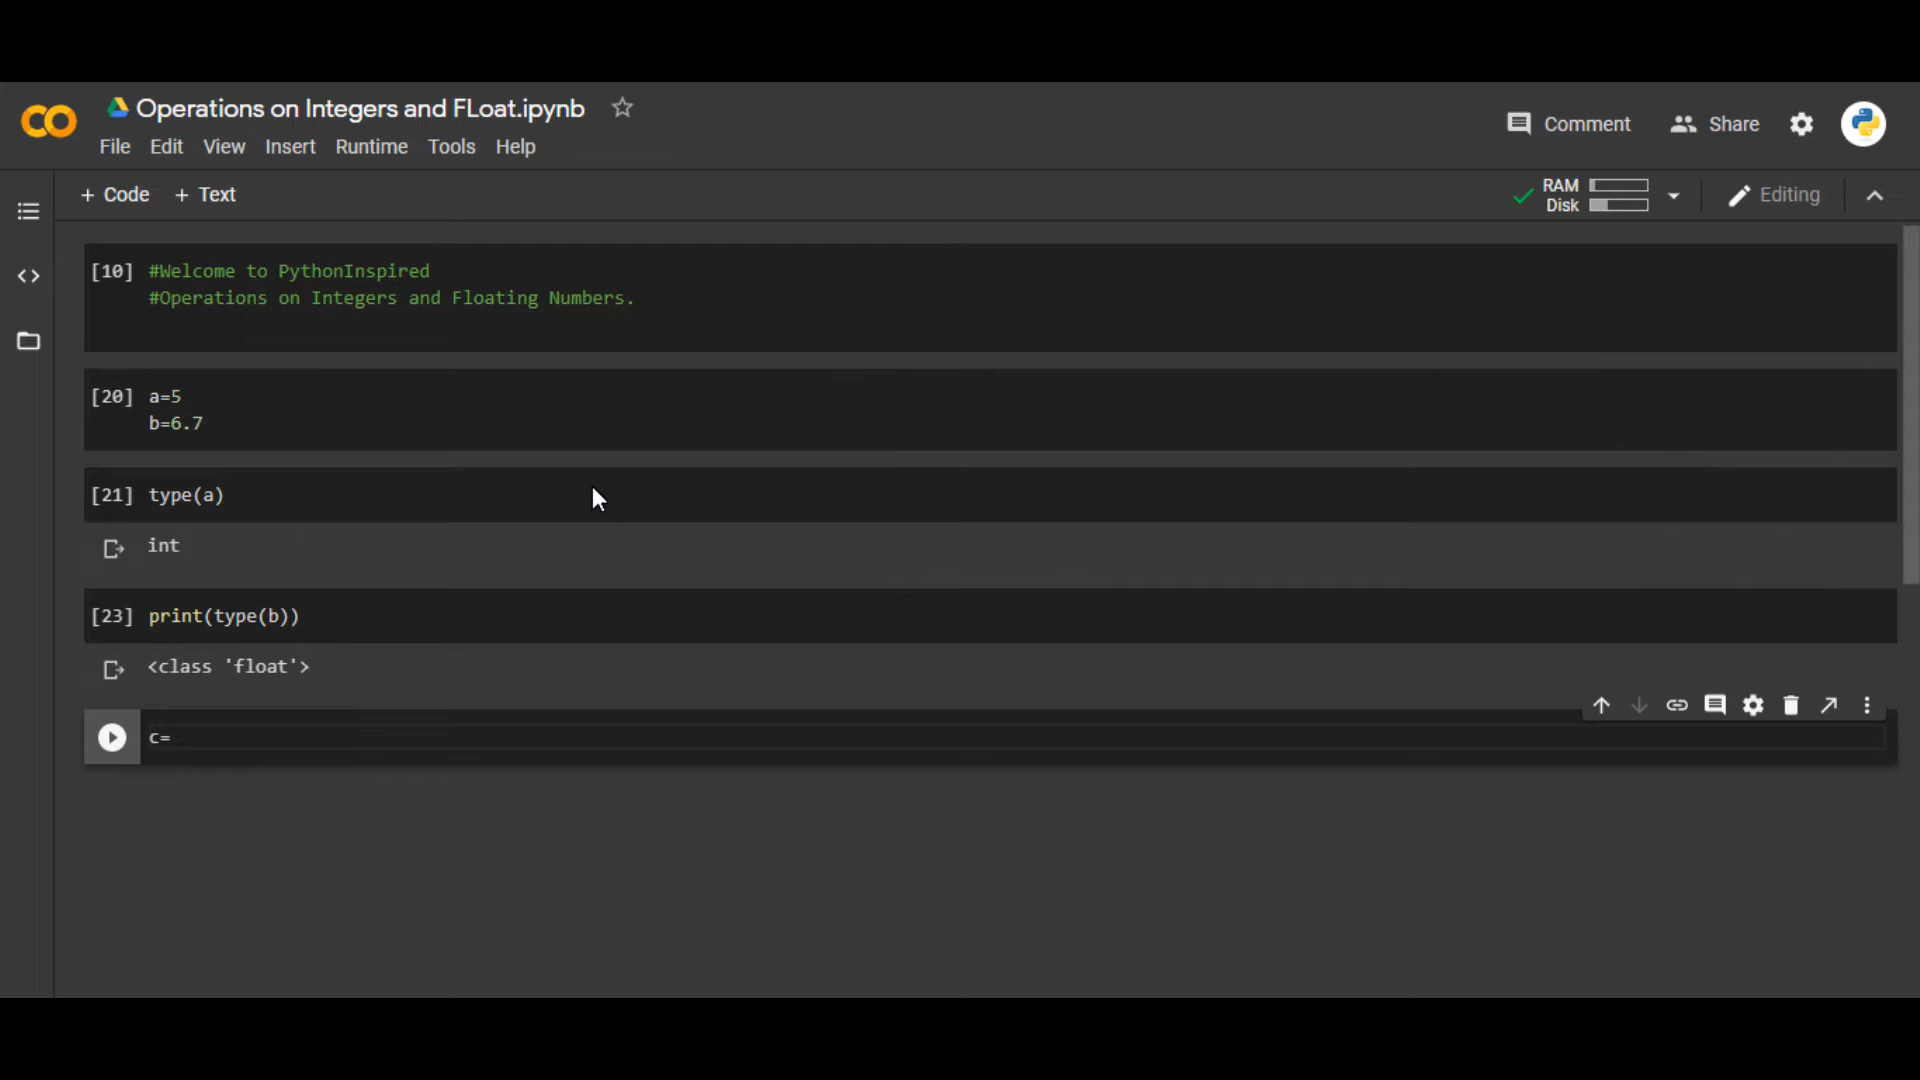 Operations on Integers and FLoat.ipynb
Comment
Share
File Edit View Insert Runtime Tools Help
+ Code + Text
RAM
Disk
Editing
[10] #Welcome to PythonInspired
#Operations on Integers and Floating Numbers.
[20] a=5
b=6.7
[21] type(a)
int
[23] print(type(b))
<class 'float'>
c=